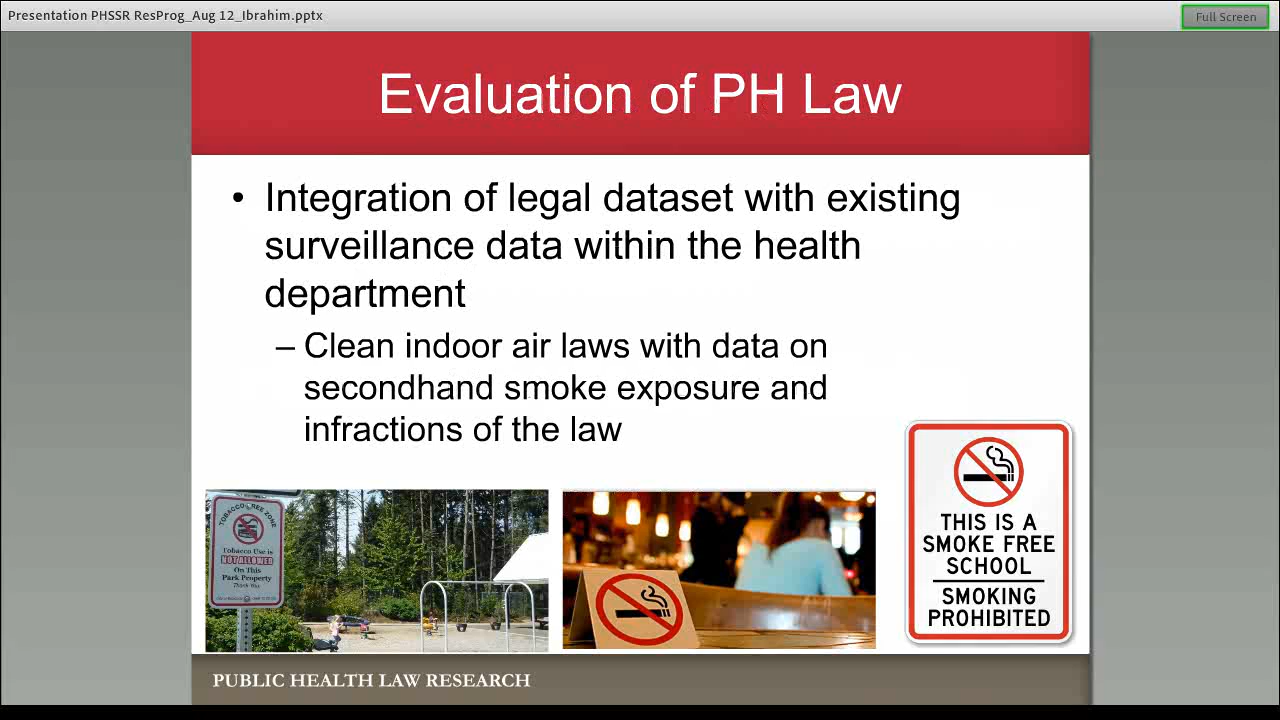 Presentation PHSSR ResProg_Aug 12_Ibrahim.pptx
Full Screen
Evaluation of PH Law
• Integration of legal dataset with existing
surveillance data within the health
department
– Clean indoor air laws with data on
secondhand smoke exposure and
infractions of the law
TOBACCO FREE ZONE
Tobacco Use is
NOT ALLOWED
On This
Park Property
Thank You
THIS IS A
SMOKE FREE
SCHOOL
SMOKING
PROHIBITED
PUBLIC HEALTH LAW RESEARCH